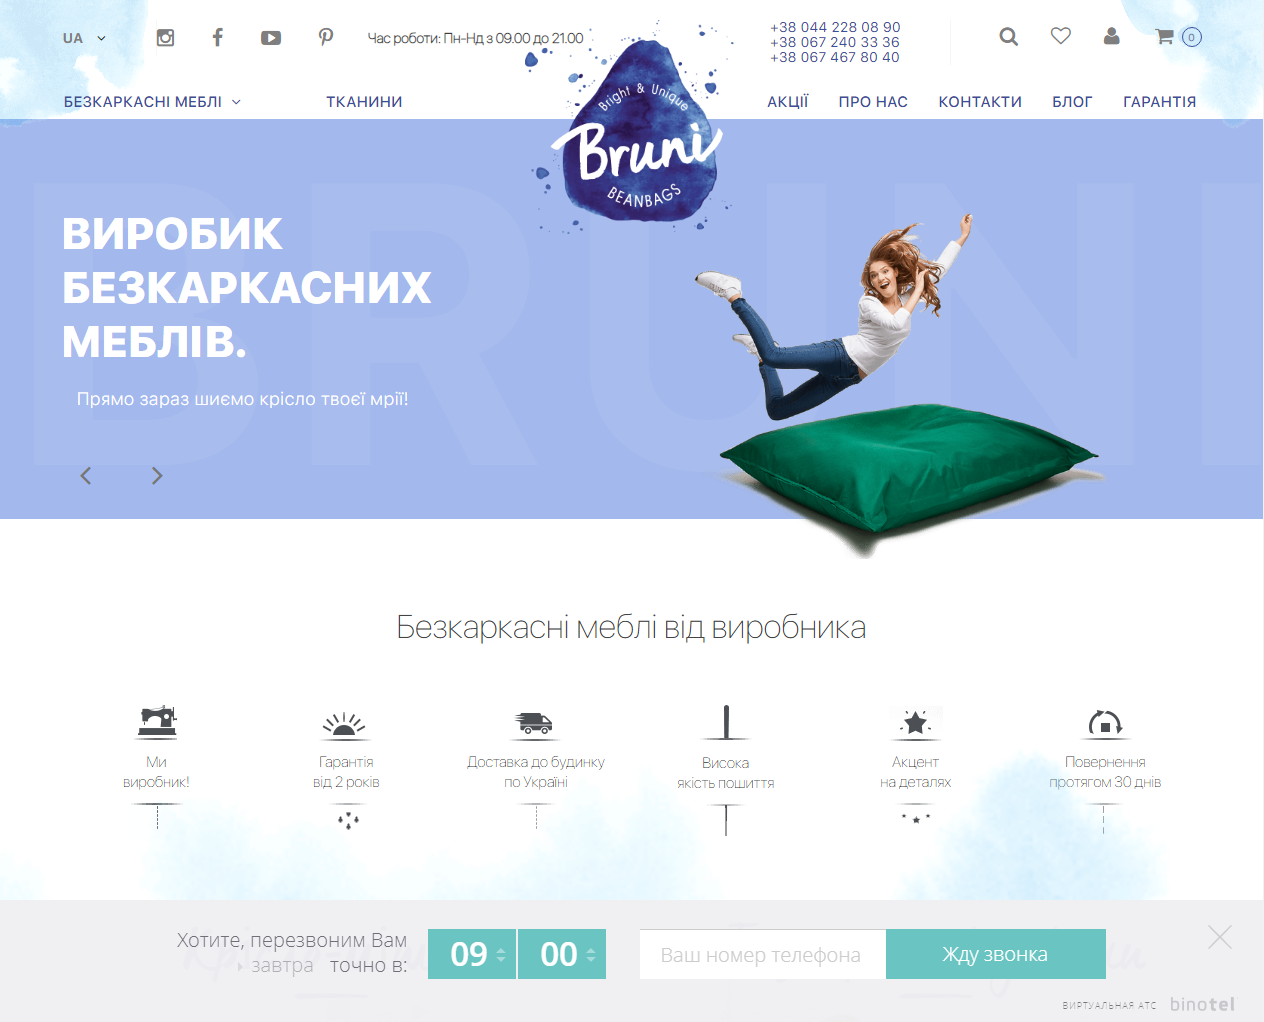 UA
Час роботи: Пн-Нд з 09.00 до 21.00
+38 044 228 08 90
+38 067 240 33 36
+38 067 467 80 40
0
БЕЗКАРКАСНІ МЕБЛІ
ТКАНИНИ
Bright & Unique
Bruni
BEANBAGS
АКЦІЇ
ПРО НАС
КОНТАКТИ
БЛОГ
ГАРАНТІЯ
BRUNI
ВИРОБИК
БЕЗКАРКАСНИХ
МЕБЛІВ.
Прямо зараз шиємо крісло твоєї мрії!
Безкаркасні меблі від виробника
Ми
виробник!
Гарантія
від 2 років
Доставка до будинку
по Україні
Висока
якість пошиття
Акцент
на деталях
Повернення
протягом 30 днів
Хотите, перезвоним Вам
завтра точно в:
09
00
Ваш номер телефона
Жду звонка
ВИРТУАЛЬНАЯ АТС
binotel